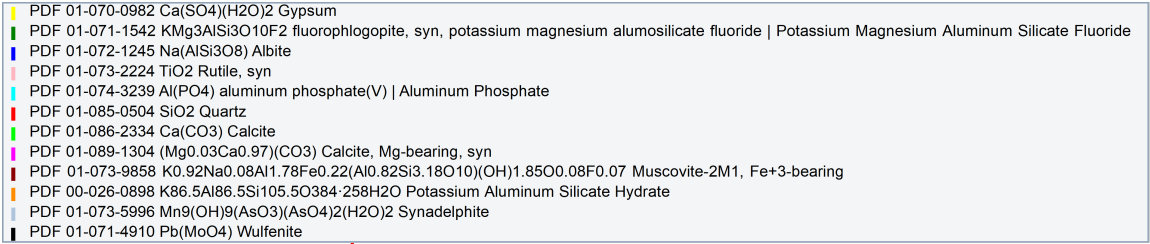 PDF 01-070-0982 Ca(SO4)(H2O)2 Gypsum
PDF 01-071-1542 KMg3AlSi3O10F2 fluorophlogopite, syn, potassium magnesium alumosilicate fluoride | Potassium Magnesium Aluminum Silicate Fluoride
PDF 01-072-1245 Na(AlSi3O8) Albite
PDF 01-073-2224 TiO2 Rutile, syn
PDF 01-074-3239 Al(PO4) aluminum phosphate(V) | Aluminum Phosphate
PDF 01-085-0504 SiO2 Quartz
PDF 01-086-2334 Ca(CO3) Calcite
PDF 01-089-1304 (Mg0.03Ca0.97)(CO3) Calcite, Mg-bearing, syn
PDF 01-073-9858 K0.92Na0.08Al1.78Fe0.22(Al0.82Si3.18O10)(OH)1.85O0.08F0.07 Muscovite-2M1, Fe+3-bearing
PDF 00-026-0898 K86.5Al86.5Si105.5O384·258H2O Potassium Aluminum Silicate Hydrate
PDF 01-073-5996 Mn9(OH)9(AsO3)(AsO4)2(H2O)2 Synadelphite
PDF 01-071-4910 Pb(MoO4) Wulfenite